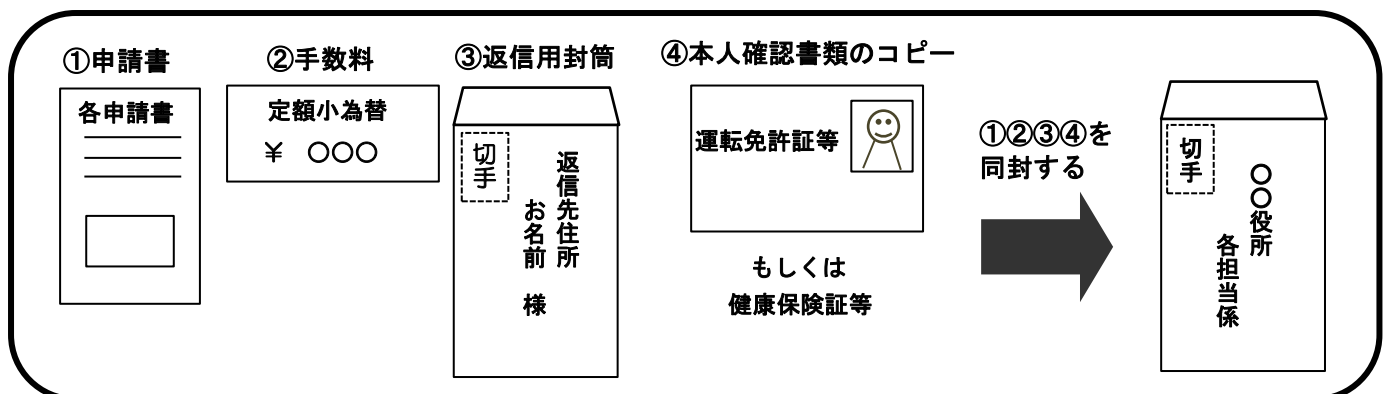 ①申請書
各申請書
②手数料
定額小為替
¥ 〇〇〇
③返信用封筒
切手
返信先住所
お名前 様
④本人確認書類のコピー
運転免許証等
もしくは
健康保険証等
①②③④を
同封する
切手
〇〇役所
各担当係